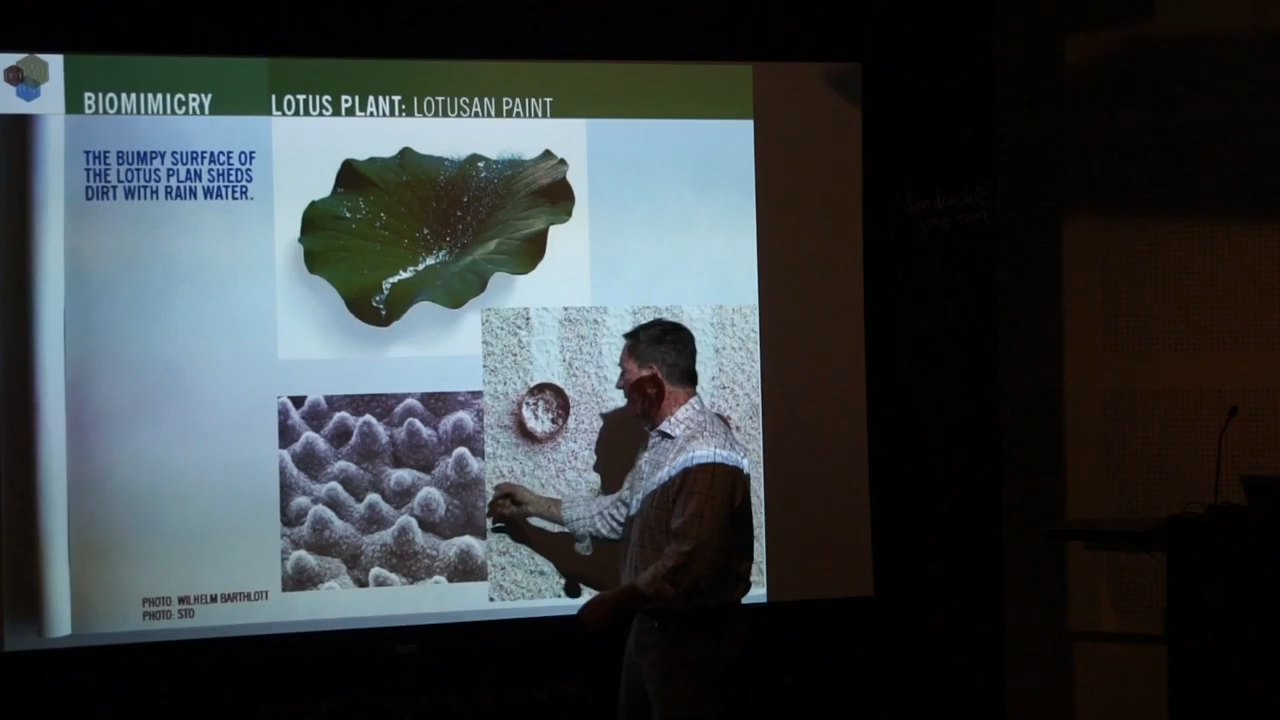 BIOMIMICRY
LOTUS PLANT: LOTUSAN PAINT
THE BUMPY SURFACE OF
THE LOTUS PLAN SHEDS
DIRT WITH RAIN WATER.
PHOTO: WILHELM BARTHLOTT
PHOTO: STO